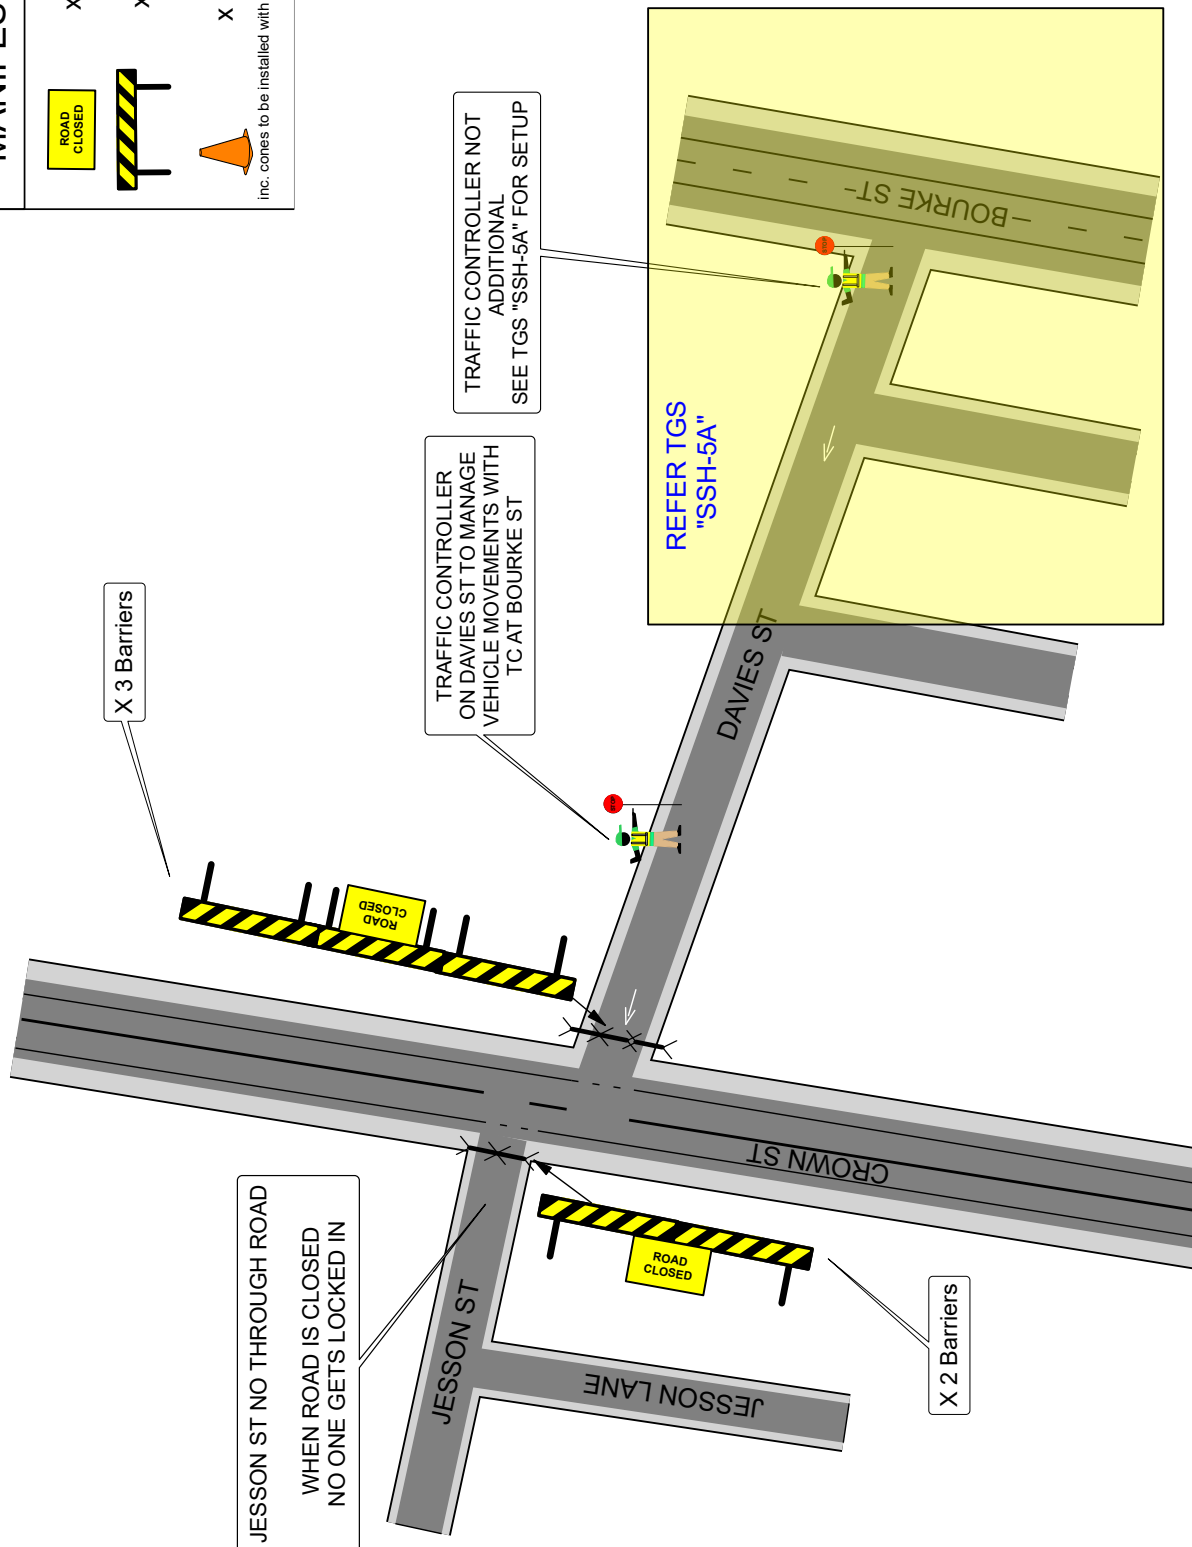 ROAD
CLOSED
X
X
X
inc. cones to be installed with
X 3 Barriers
TRAFFIC CONTROLLER NOT
ADDITIONAL
SEE TGS "SSH-5A" FOR SETUP
TRAFFIC CONTROLLER
ON DAVIES ST TO MANAGE
VEHICLE MOVEMENTS WITH
TC AT BOURKE ST
REFER TGS
"SSH-5A"
BOURKE ST
STOP
DAVIES ST
STOP
ROAD
CLOSED
CROWN ST
JESSON ST NO THROUGH ROAD
WHEN ROAD IS CLOSED
NO ONE GETS LOCKED IN
JESSON ST
JESSON LANE
ROAD
CLOSED
X 2 Barriers